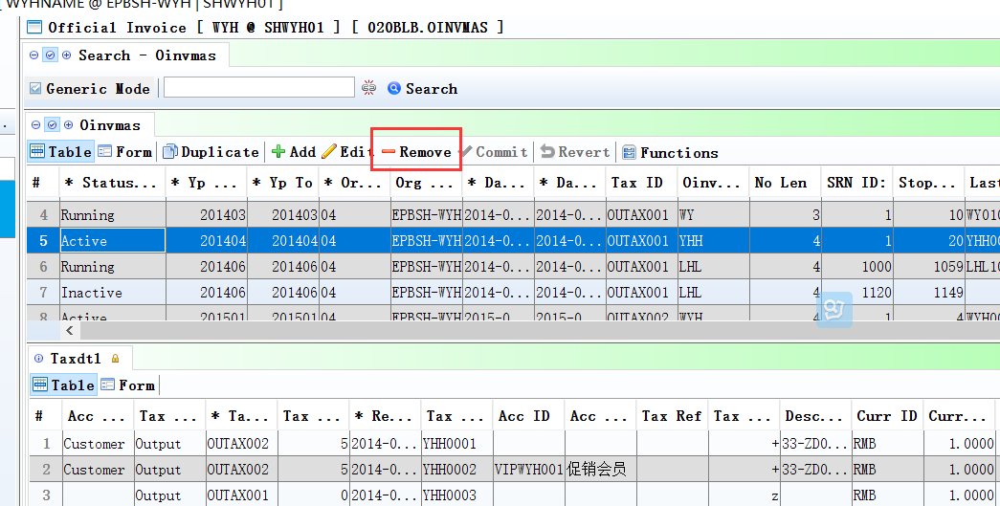 [ WYHNAME @ EPBSH-WYH | SHWYH01 ]
Official Invoice [ WYH @ SHWYH01 ] [ 020BLB.OINVMAS ]
Search - Oinvmas
Generic Mode Search
Oinvmas
Table Form Duplicate Add Edit Remove Commit Revert Functions
# * Status... * Yp ... * Yp To * Or... Org ... * Da... * Da... Tax ID Oinv... No Len SRN ID: Stop... Last
4 Running 201403 201403 04 EPBSH-WYH 2014-0... 2014-0... OUTAX001 WY 3 1 10 WY010
5 Active 201404 201404 04 EPBSH-WYH 2014-0... 2014-0... OUTAX001 YHH 4 1 20 YHH00
6 Running 201406 201406 04 EPBSH-WYH 2014-0... 2014-0... OUTAX001 LHL 4 1000 1059 LHL10
7 Inactive 201406 201406 04 EPBSH-WYH 2014-0... 2014-0... OUTAX001 LHL 4 1120 1149
8 Active 201501 201501 04 EPBSH-WYH 2015-0... 2015-0... OUTAX002 WYH 4 1 4 WYH00
Taxdtl
Table Form
# Acc ... Tax ... * Ta... Tax ... * Re... Tax ... Acc ID Acc ... Tax Ref Tax ... Desc... Curr ID Curr...
1 Customer Output OUTAX002 5 2014-0... YHH0001 + 33-ZD0... RMB 1.0000
2 Customer Output OUTAX002 5 2014-0... YHH0002 VIPWYH001 促销会员 + 33-ZD0... RMB 1.0000
3 Output OUTAX001 0 2014-0... YHH0003 z RMB 1.0000